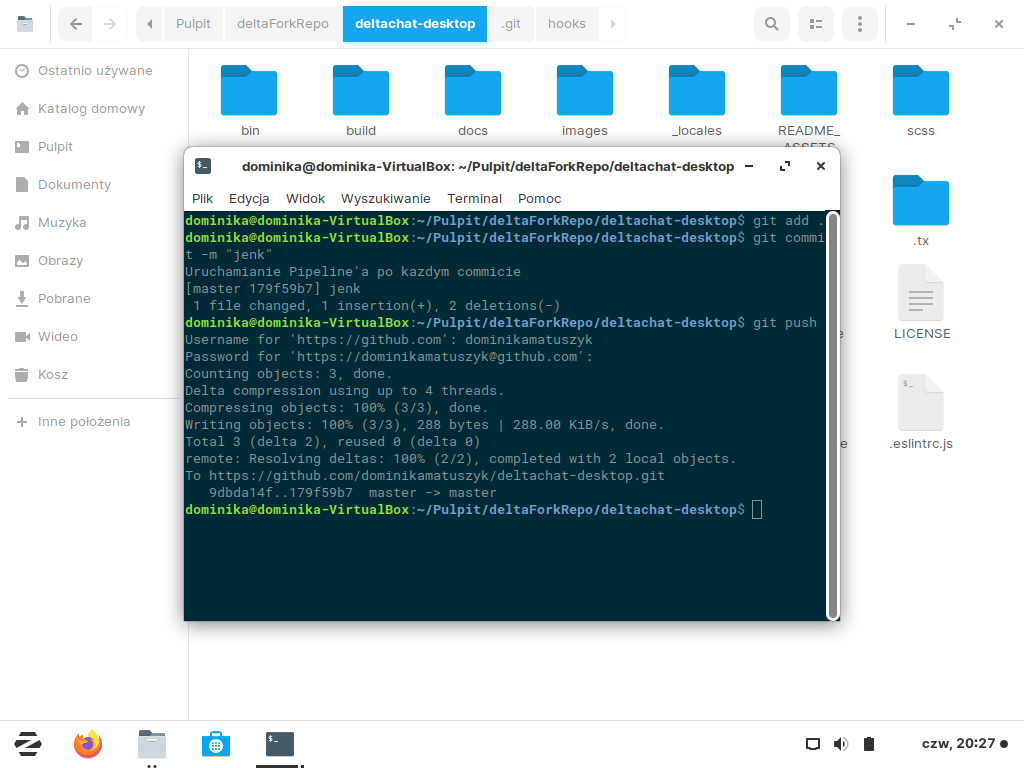 Pulpit deltaForkRepo deltachat-desktop .git hooks
Ostatnio używane
Katalog domowy
Pulpit
Dokumenty
Muzyka
Obrazy
Pobrane
Wideo
Kosz
Inne położenia
bin build docs images _locales README_ scss
.tx
LICENSE
.eslintrc.js
dominika@dominika-VirtualBox: ~/Pulpit/deltaForkRepo/deltachat-desktop
Plik Edycja Widok Wyszukiwanie Terminal Pomoc
dominika@dominika-VirtualBox:~/Pulpit/deltaForkRepo/deltachat-desktop$ git add .
dominika@dominika-VirtualBox:~/Pulpit/deltaForkRepo/deltachat-desktop$ git commi
t -m "jenk"
Uruchamianie Pipeline'a po kazdym commicie
[master 179f59b7] jenk
1 file changed, 1 insertion(+), 2 deletions(-)
dominika@dominika-VirtualBox:~/Pulpit/deltaForkRepo/deltachat-desktop$ git push
Username for 'https://github.com': dominikamatuszyk
Password for 'https://dominikamatuszyk@github.com':
Counting objects: 3, done.
Delta compression using up to 4 threads.
Compressing objects: 100% (3/3), done.
Writing objects: 100% (3/3), 288 bytes | 288.00 KiB/s, done.
Total 3 (delta 2), reused 0 (delta 0)
remote: Resolving deltas: 100% (2/2), completed with 2 local objects.
To https://github.com/dominikamatuszyk/deltachat-desktop.git
9dbda14f..179f59b7  master -> master
dominika@dominika-VirtualBox:~/Pulpit/deltaForkRepo/deltachat-desktop$
czw, 20:27